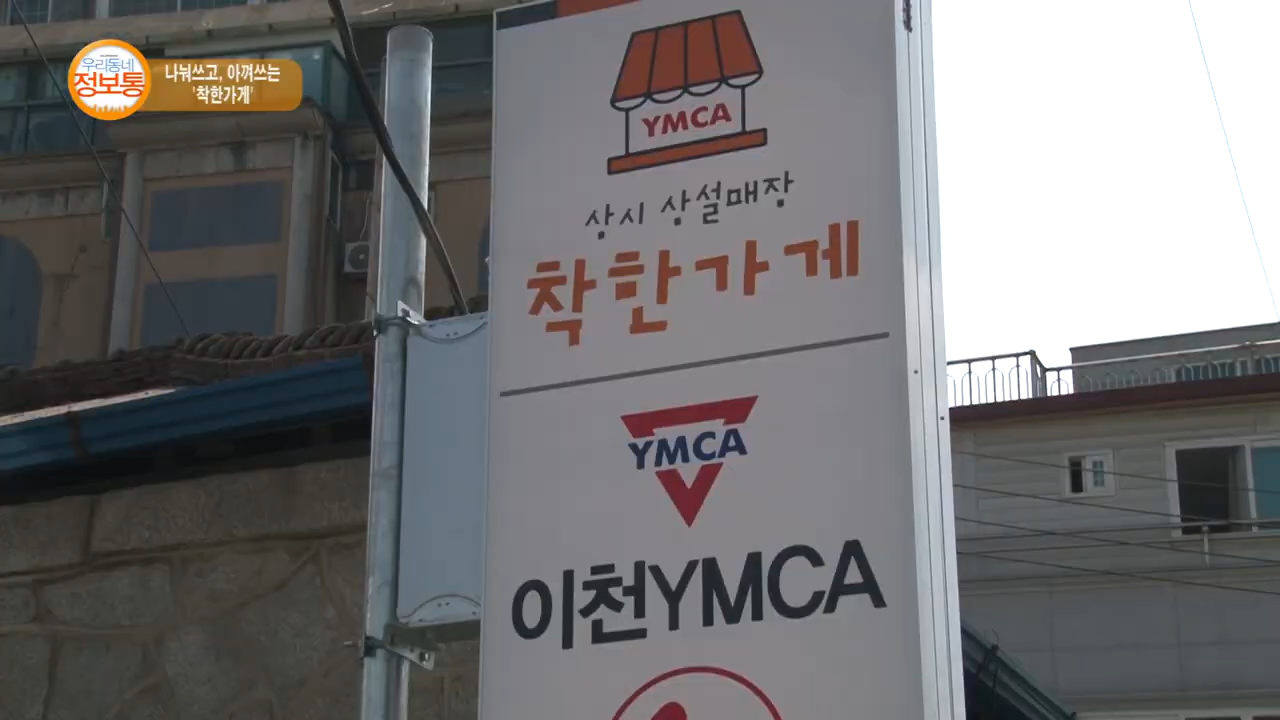 우리동네
정보통
나눠쓰고, 아껴쓰는
'착한가게'
YMCA
상시 상설매장
착한가게
YMCA
이천YMCA